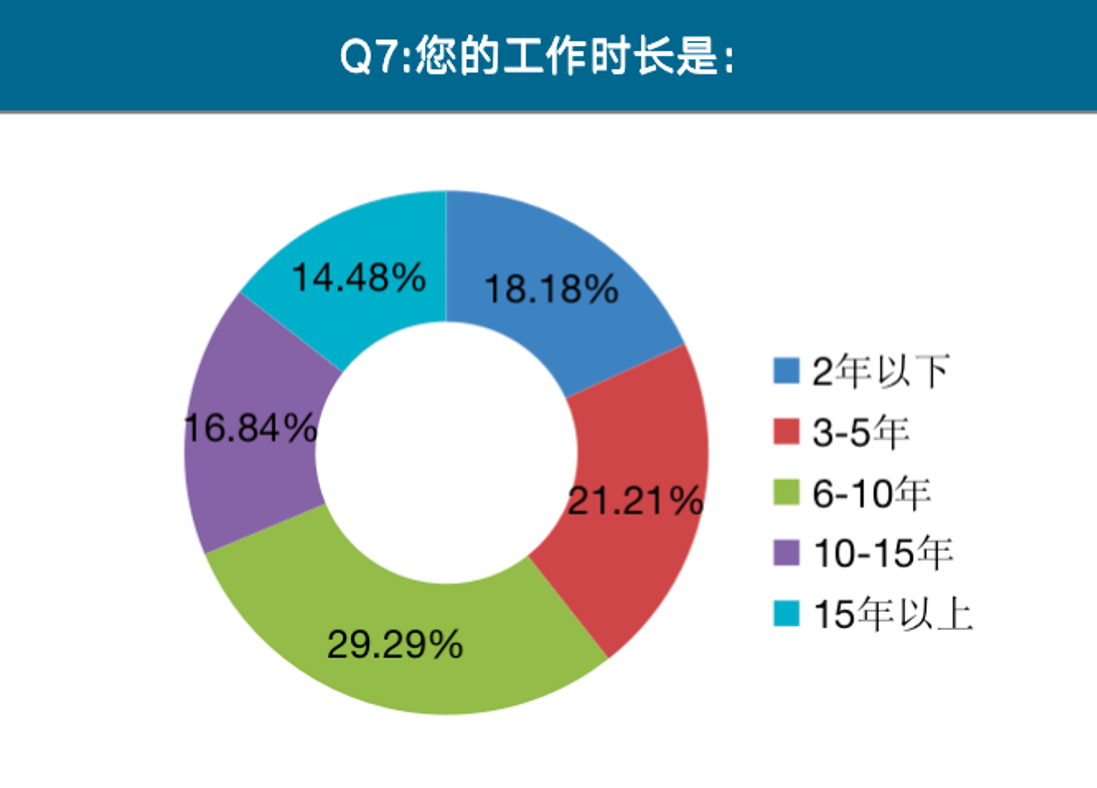 Q7:您的工作时长是:
14.48%
18.18%
16.84%
21.21%
29.29%
2年以下
3-5年
6-10年
10-15年
15年以上